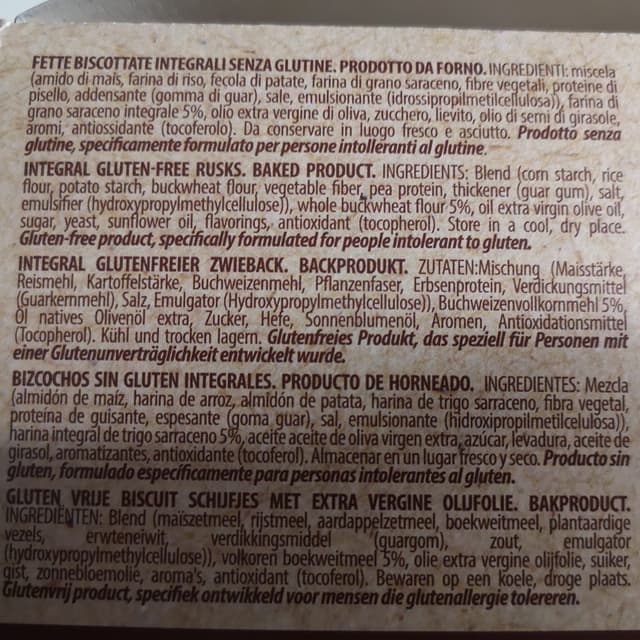 FETTE BISCOTTATE INTEGRALI SENZA GLUTINE. PRODOTTO DA FORNO. INGREDIENTI: miscela
(amido di mais, farina di riso, fecola di patate, farina di grano saraceno, fibre vegetali, proteine di
pisello, addensante (gomma di guar), sale, emulsionante (idrossipropilmetilcellulosa)), farina di
grano saraceno integrale 5%, olio extra vergine di oliva, zucchero, lievito, olio di semi di girasole,
aromi, antiossidante (tocoferolo). Da conservare in luogo fresco e asciutto. Prodotto senza
glutine, specificamente formulato per persone intolleranti al glutine.
INTEGRAL GLUTEN-FREE RUSKS. BAKED PRODUCT. INGREDIENTS: Blend (corn starch, rice
flour, potato starch, buckwheat flour, vegetable fiber, pea protein, thickener (guar gum), salt,
emulsifier (hydroxypropylmethylcellulose)), whole buckwheat flour 5%, oil extra virgin olive oil,
sugar, yeast, sunflower oil, flavorings, antioxidant (tocopherol). Store in a cool, dry place.
Gluten-free product, specifically formulated for people intolerant to gluten.
INTEGRAL GLUTENFREIER ZWIEBACK. BACKPRODUKT. ZUTATEN:Mischung (Maisstärke,
Reismehl, Kartoffelstärke, Buchweizenmehl, Pflanzenfaser, Erbsenprotein, Verdickungsmittel
(Guarkernmehl), Salz, Emulgator (Hydroxypropylmethylcellulose)), Buchweizenvollkornmehl 5%,
Öl natives Olivenöl extra, Zucker, Hefe, Sonnenblumenöl, Aromen, Antioxidationsmittel
(Tocopherol). Kühl und trocken lagern. Glutenfreies Produkt, das speziell für Personen mit
einer Glutenunverträglichkeit entwickelt wurde.
BIZCOCHOS SIN GLUTEN INTEGRALES. PRODUCTO DE HORNEADO. INGREDIENTES: Mezcla
(almidón de maíz, harina de arroz, almidón de patata, harina de trigo sarraceno, fibra vegetal,
proteína de guisante, espesante (goma guar), sal, emulsionante (hidroxipropilmetilcelulosa)),
harina integral de trigo sarraceno 5%, aceite aceite de oliva virgen extra, azúcar, levadura, aceite de
girasol, aromatizantes, antioxidante (tocoferol). Almacenar en un lugar fresco y seco. Producto sin
gluten, formulado específicamente para personas intolerantes al gluten.
GLUTEN VRIJE BISCUIT SCHIJFJES MET EXTRA VERGINE OLIJFOLIE. BAKPRODUCT.
INGREDIËNTEN: Blend (maïszetmeel, rijstmeel, aardappelzetmeel, boekweitmeel, plantaardige
vezels, erwteneiwit, verdikkingsmiddel (guargom), zout, emulgator
(hydroxypropylmethylcellulose)), volkoren boekweitmeel 5%, olie extra vergine olijfolie, suiker,
gist, zonnebloemolie, aroma's, antioxidant (tocoferol). Bewaren op een koele, droge plaats.
Glutenvrij product, specifiek ontwikkeld voor mensen die glutenallergie tolereren.